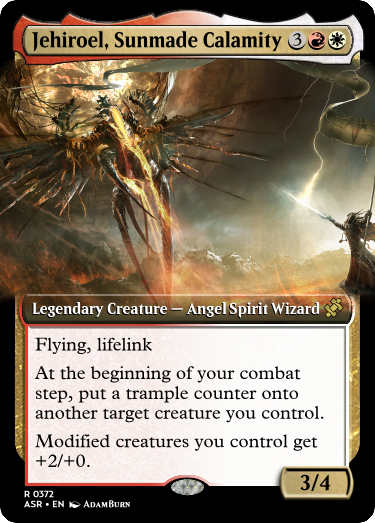 Jehiroel, Sunmade Calamity 3
Legendary Creature — Angel Spirit Wizard
Flying, lifelink
At the beginning of your combat
step, put a trample counter onto
another target creature you control.
Modified creatures you control get
+2/+0.
3/4
R 0372
ASR • EN AdamBurn